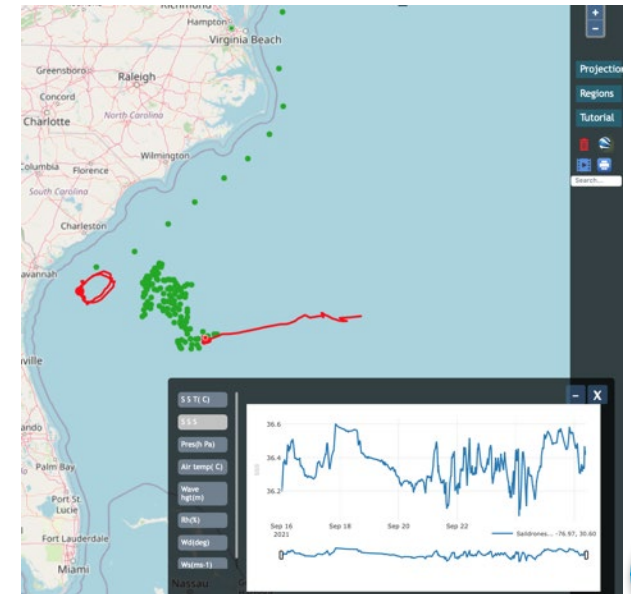 Hampton
Virginia Beach
Greensboro
Raleigh
Concord
North Carolina
Charlotte
Wilmington
Columbia
Florence
South Carolina
Charleston
avannah
ville
ando
Palm Bay
Port St.
Lucie
Fort Lauderdale
Miami
Nassau
+
−
Projection
Regions
Tutorial
Search...
− X
S S T( C)
S S S
Pres(h Pa)
Air temp( C)
Wave
hgt(m)
Rh(%)
Wd(deg)
Ws(ms-1)
36.6
36.4
36.2
SSS
Sep 16
2021
Sep 18
Sep 20
Sep 22
Saildrones... -76.97, 30.60